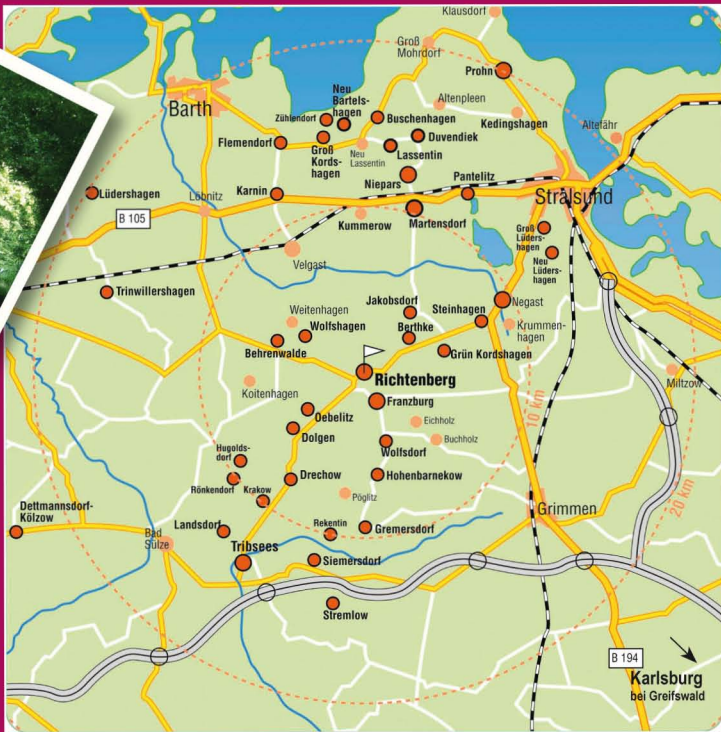 Klausdorf
Groß
Mohrdorf
Prohn
Barth
Neu
Bartels-
hagen
Zühlendorf
Buschenhagen
Altenpleen
Kedingshagen
Altefähr
Flemendorf
Groß
Kords-
hagen
Neu
Lassentin
Duvendiek
Lassentin
Niepars
Pantelitz
Stralsund
Lüdershagen
Löbnitz
Karnin
B 105
Kummerow
Martensdorf
Groß
Lüders-
hagen
Neu
Lüders-
hagen
Velgast
Trinwillershagen
Weitenhagen
Wolfshagen
Jakobsdorf
Steinhagen
Negast
Berthke
Krummen-
hagen
Behrenwalde
Grün Kordshagen
Richtenberg
Miltzow
Koitenhagen
Franzburg
10 km
Oebelitz
Eichholz
Dolgen
Buchholz
Wolfsdorf
Hugolds-
dorf
Rönkendorf
Krakow
Drechow
Hohenbarnekow
20 km
Pöglitz
Dettmannsdorf-
Kölzow
Landsdorf
Rekentin
Gremersdorf
Grimmen
Bad
Sülze
Tribsees
Siemersdorf
Stremlow
B 194
Karlsburg
bei Greifswald